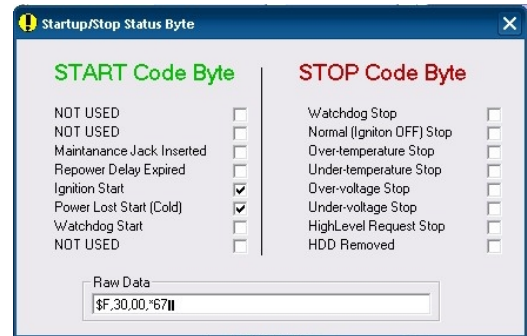 Startup/Stop Status Byte
START Code Byte
NOT USED
NOT USED
Maintanance Jack Inserted
Repower Delay Expired
Ignition Start
Power Lost Start (Cold)
Watchdog Start
NOT USED
STOP Code Byte
Watchdog Stop
Normal (Igniton OFF) Stop
Over-temperature Stop
Under-temperature Stop
Over-voltage Stop
Under-voltage Stop
HighLevel Request Stop
HDD Removed
Raw Data
$F,30,00,*67||